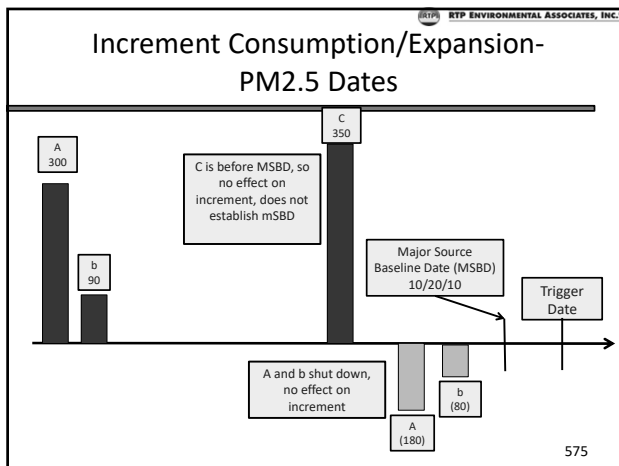 RTP RTP ENVIRONMENTAL ASSOCIATES, INC.
Increment Consumption/Expansion-
PM2.5 Dates
A
300
b
90
C is before MSBD, so
no effect on
increment, does not
establish mSBD
C
350
Major Source
Baseline Date (MSBD)
10/20/10
Trigger
Date
A and b shut down,
no effect on
increment
A
(180)
b
(80)
575